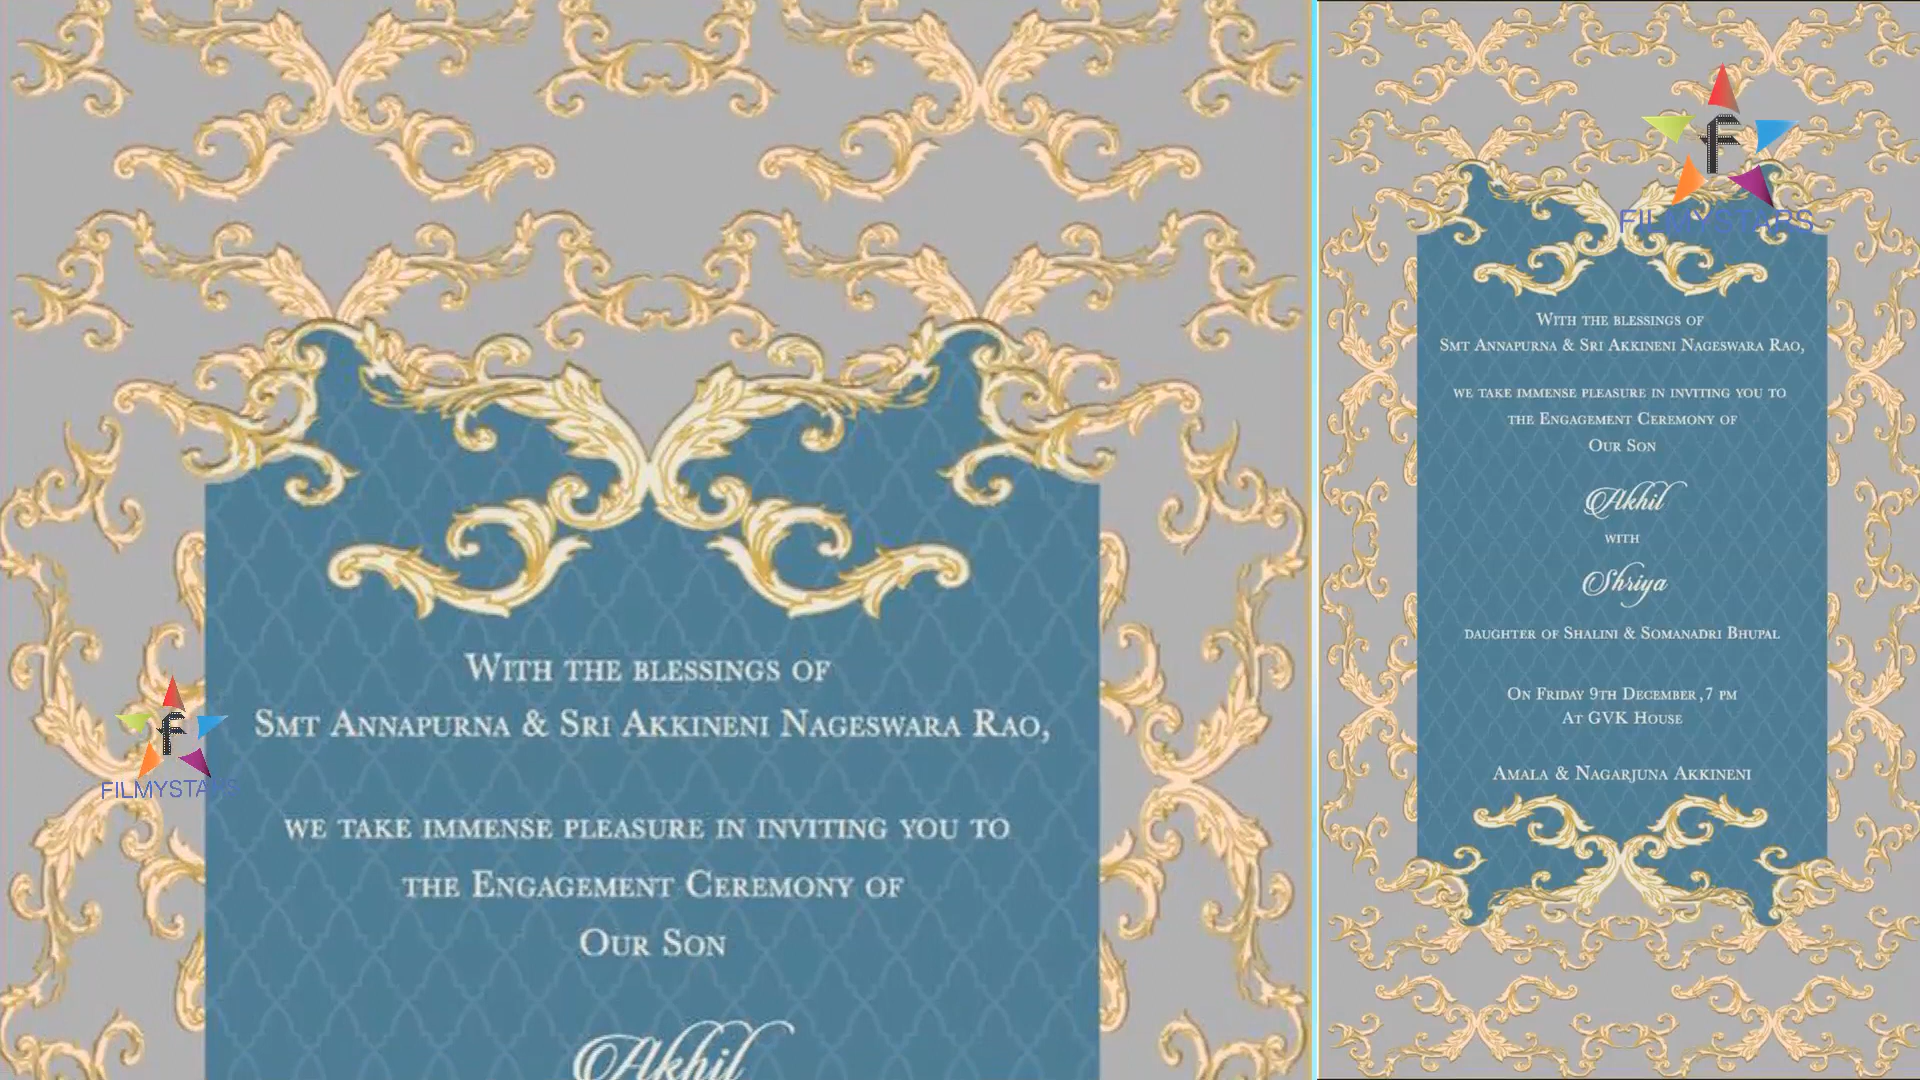 With the blessings of
Smt Annapurna & Sri Akkineni Nageswara Rao,
we take immense pleasure in inviting you to
the Engagement Ceremony of
Our Son
Akhil
F
FILMYSTARS
F
FILMYSTARS
With the blessings of
Smt Annapurna & Sri Akkineni Nageswara Rao,
we take immense pleasure in inviting you to
the Engagement Ceremony of
Our Son
Akhil
with
Shriya
daughter of Shalini & Somanadri Bhupal
On Friday 9th December,7 pm
At GVK House
Amala & Nagarjuna Akkineni